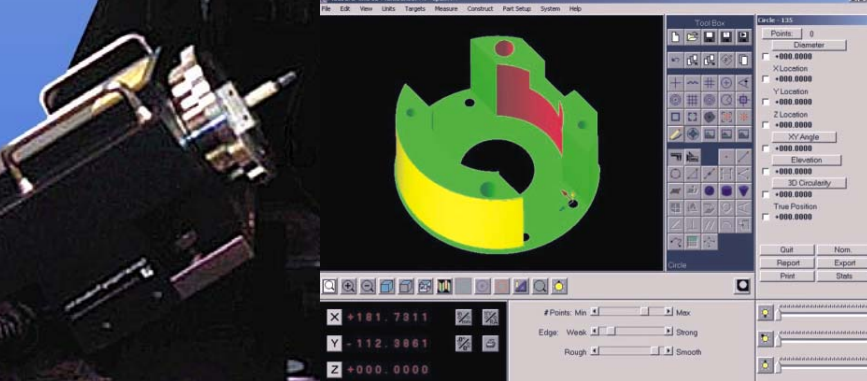 File Edit View Units Targets Measure Construct Part Setup System Help
Tool Box
Circle - 135
Points: 0
Diameter
+000.0000
X Location
+000.0000
Y Location
+000.0000
Z Location
+000.0000
XY Angle
+000.0000
Elevation
+000.0000
3D Circularity
+000.0000
True Position
+000.0000
Circle
Quit Nom.
Report Export
Print Stats
X +181.7311
Y -112.3861
Z +000.0000
# Points: Min Max
Edge: Weak Strong
Rough Smooth